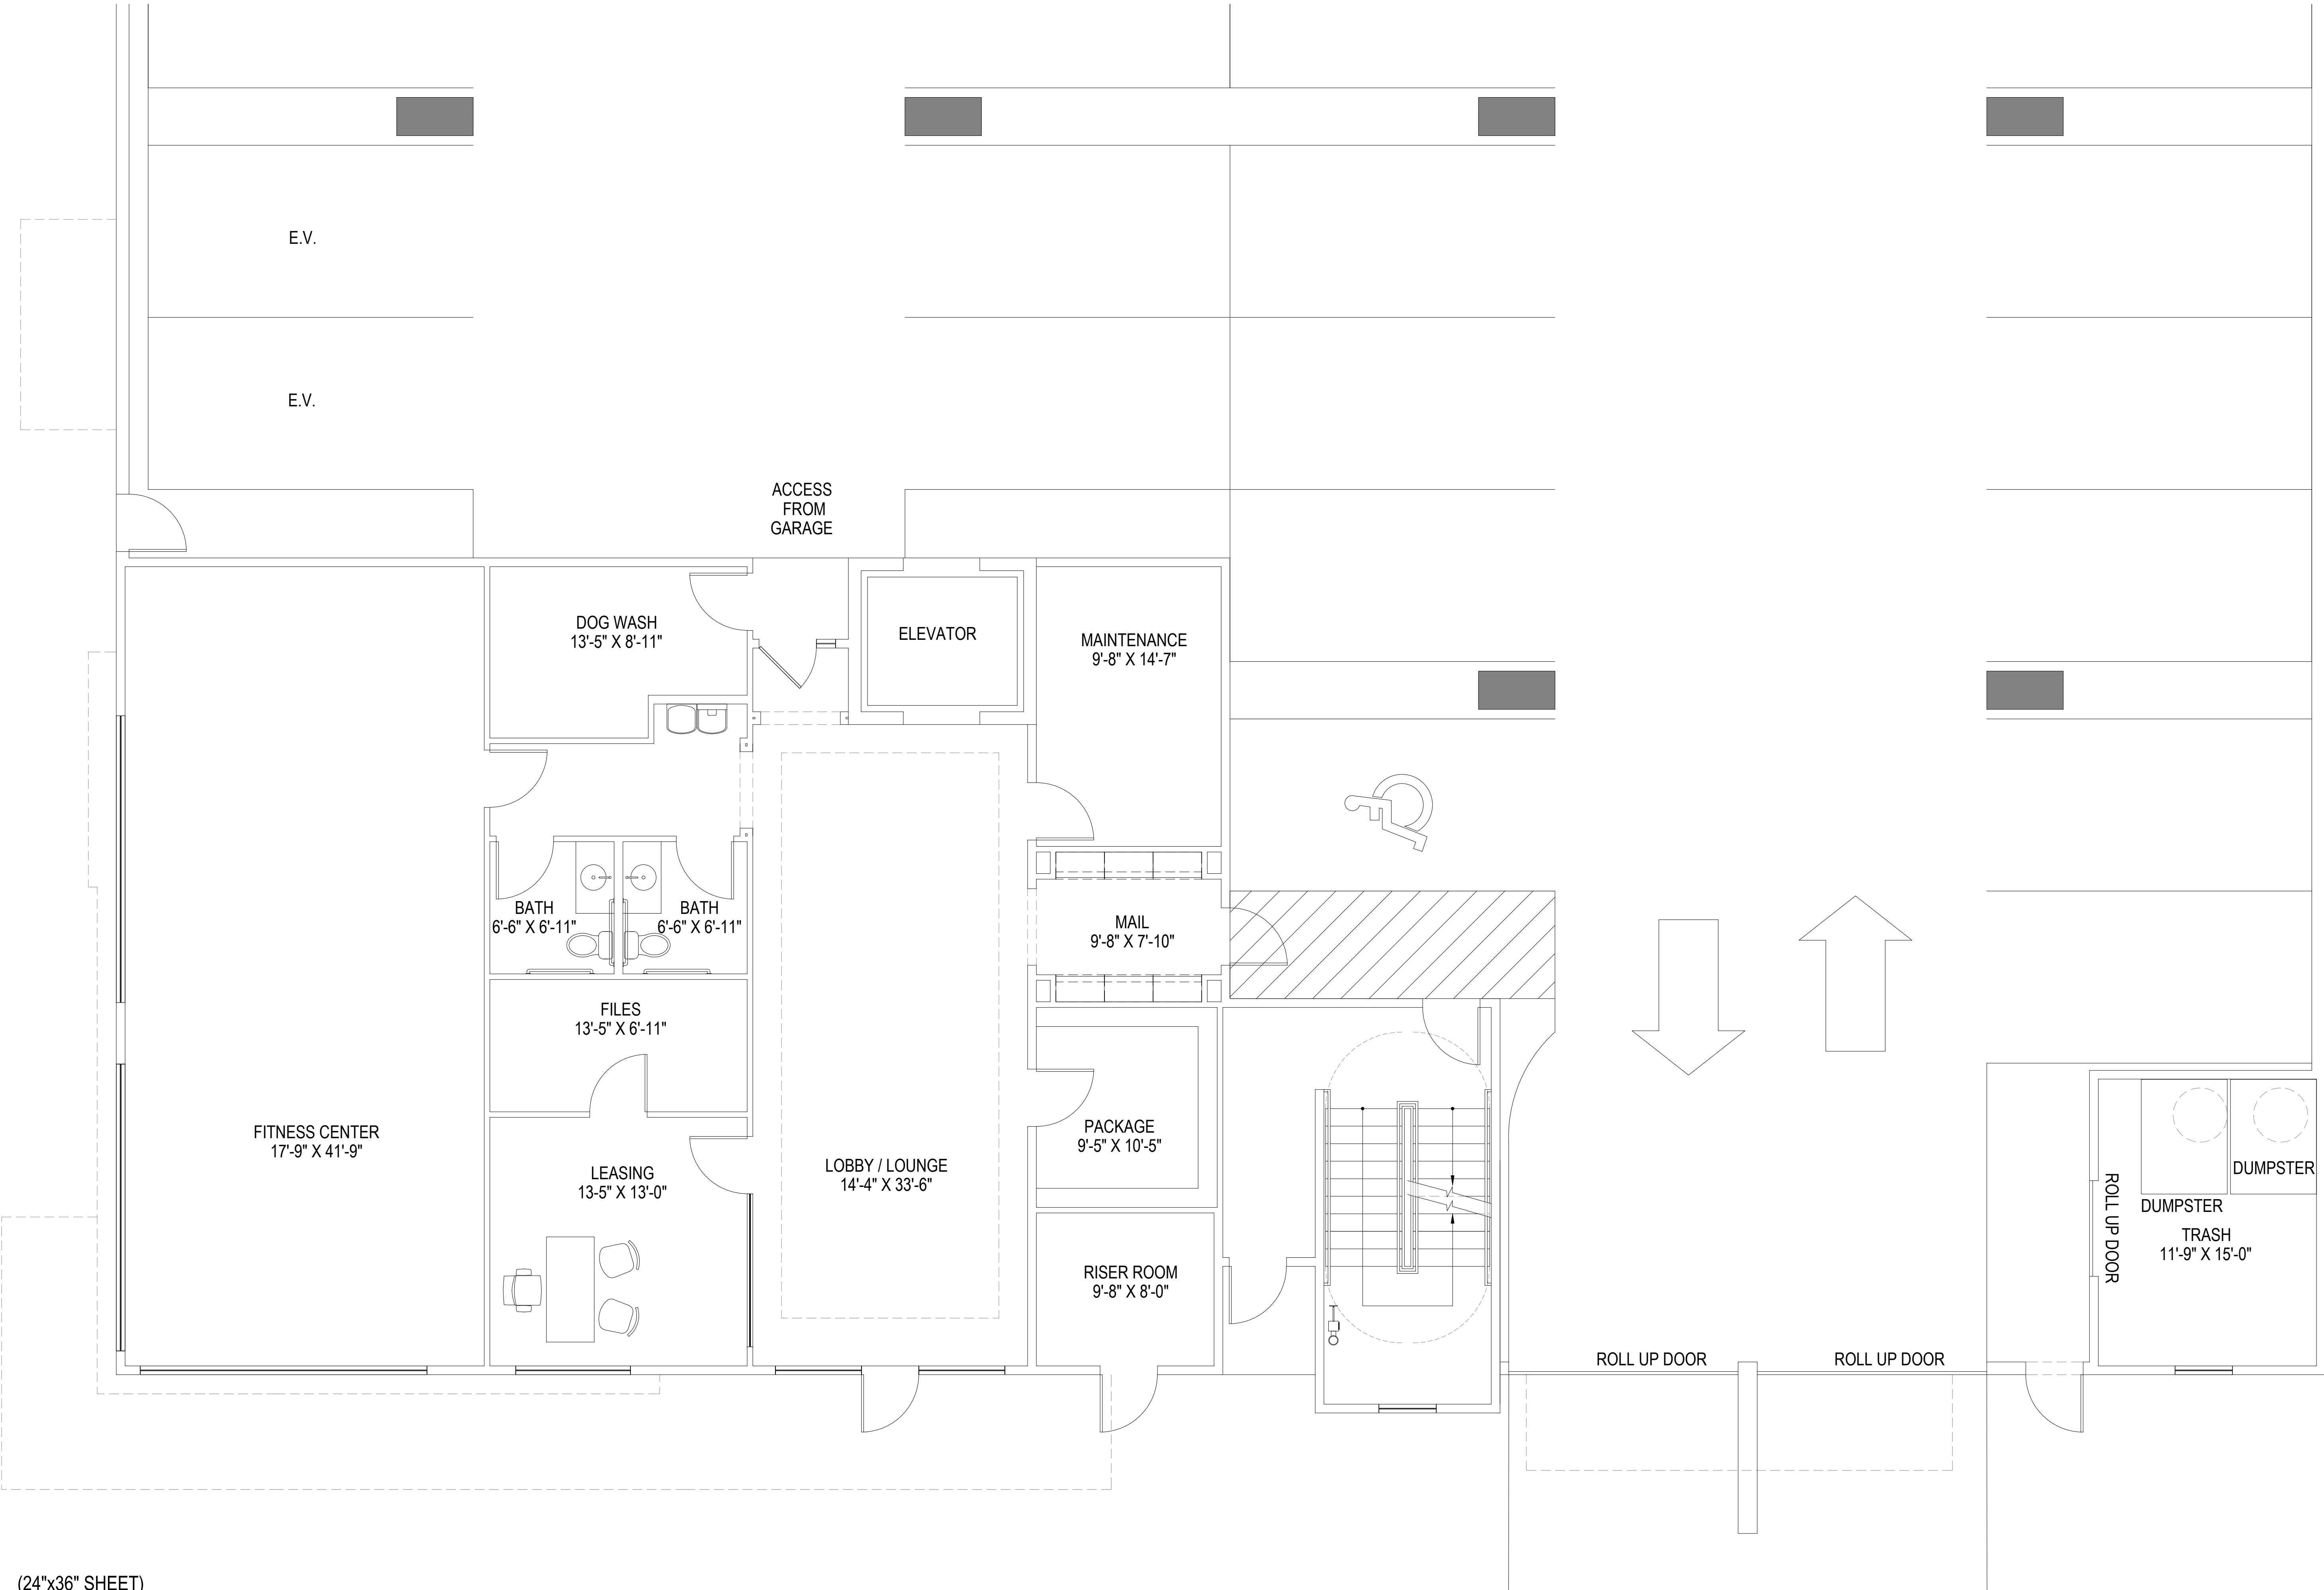 E.V.
E.V.
ACCESS
FROM
GARAGE
DOG WASH
13'-5" X 8'-11"
ELEVATOR
MAINTENANCE
9'-8" X 14'-7"
BATH
6'-6" X 6'-11"
BATH
6'-6" X 6'-11"
MAIL
9'-8" X 7'-10"
FILES
13'-5" X 6'-11"
FITNESS CENTER
17'-9" X 41'-9"
LEASING
13-5" X 13'-0"
LOBBY / LOUNGE
14'-4" X 33'-6"
PACKAGE
9'-5" X 10'-5"
RISER ROOM
9'-8" X 8'-0"
ROLL UP DOOR
DUMPSTER
DUMPSTER
TRASH
11'-9" X 15'-0"
ROLL UP DOOR
ROLL UP DOOR
(24"x36" SHEET)